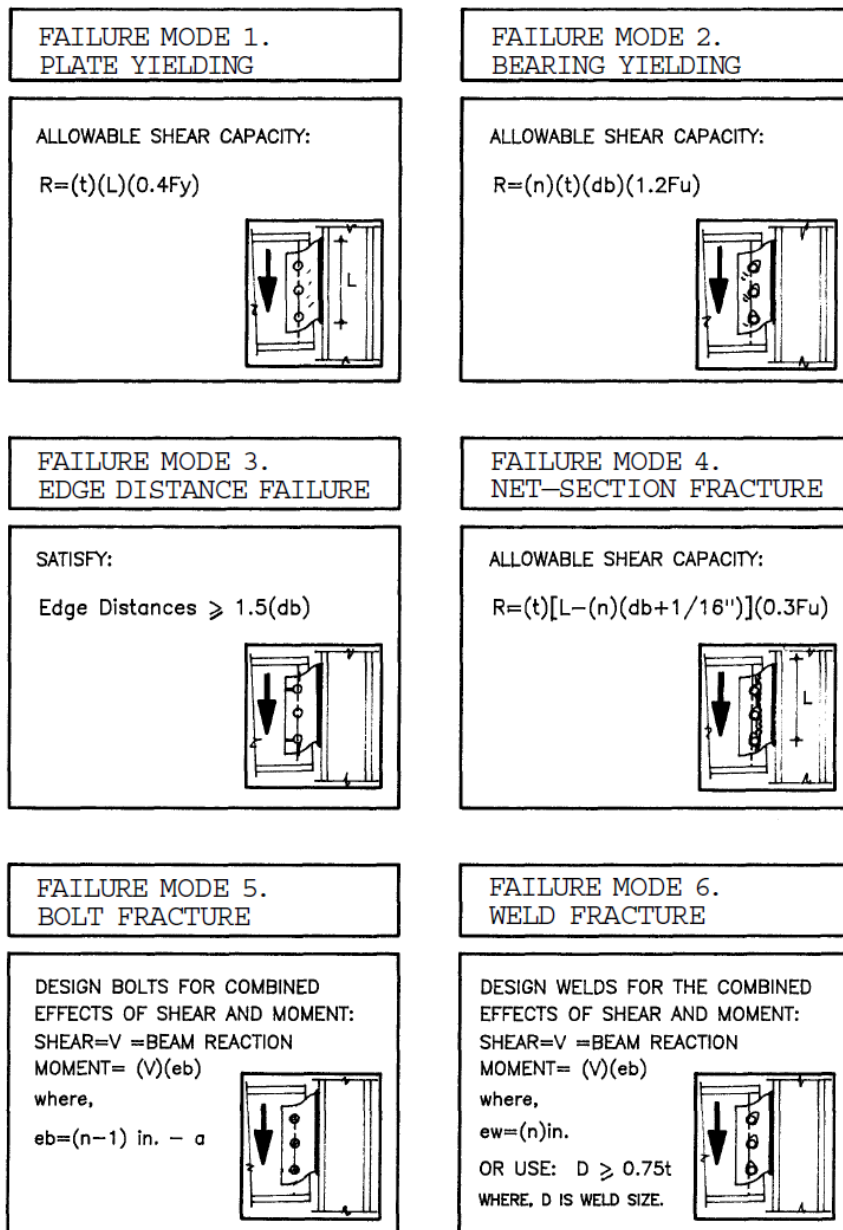 FAILURE MODE 1.
PLATE YIELDING
ALLOWABLE SHEAR CAPACITY:
R=(t)(L)(0.4Fy)
L
FAILURE MODE 2.
BEARING YIELDING
ALLOWABLE SHEAR CAPACITY:
R=(n)(t)(db)(1.2Fu)
FAILURE MODE 3.
EDGE DISTANCE FAILURE
SATISFY:
Edge Distances ⩾ 1.5(db)
FAILURE MODE 4.
NET—SECTION FRACTURE
ALLOWABLE SHEAR CAPACITY:
R=(t)[L−(n)(db+1/16")](0.3Fu)
L
FAILURE MODE 5.
BOLT FRACTURE
DESIGN BOLTS FOR COMBINED
EFFECTS OF SHEAR AND MOMENT:
SHEAR=V =BEAM REACTION
MOMENT= (V)(eb)
where,
eb=(n−1) in. − a
FAILURE MODE 6.
WELD FRACTURE
DESIGN WELDS FOR THE COMBINED
EFFECTS OF SHEAR AND MOMENT:
SHEAR=V =BEAM REACTION
MOMENT= (V)(eb)
where,
ew=(n)in.
OR USE: D ⩾ 0.75t
WHERE, D IS WELD SIZE.